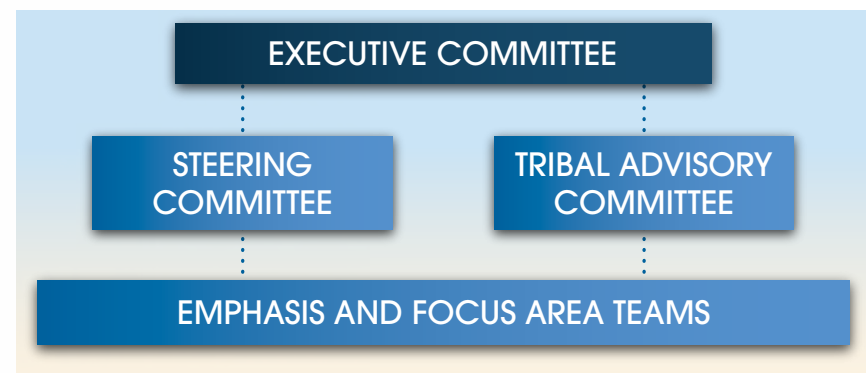 EXECUTIVE COMMITTEE
STEERING
COMMITTEE
TRIBAL ADVISORY
COMMITTEE
EMPHASIS AND FOCUS AREA TEAMS